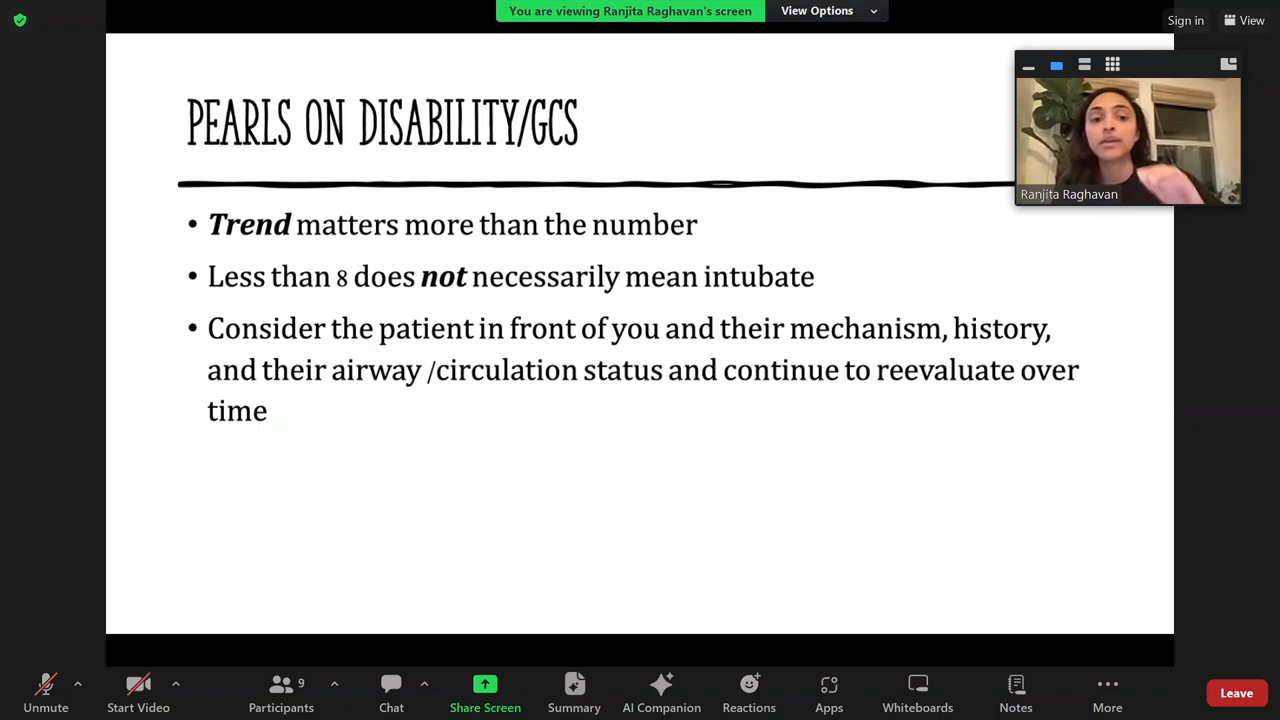 You are viewing Ranjita Raghavan's screen
View Options
Sign in
View
PEARLS ON DISABILITY/GCS
Ranjita Raghavan
• Trend matters more than the number
• Less than 8 does not necessarily mean intubate
• Consider the patient in front of you and their mechanism, history,
and their airway /circulation status and continue to reevaluate over
time
9
Unmute
Start Video
Participants
Chat
Share Screen
Summary
AI Companion
Reactions
Apps
Whiteboards
Notes
More
Leave